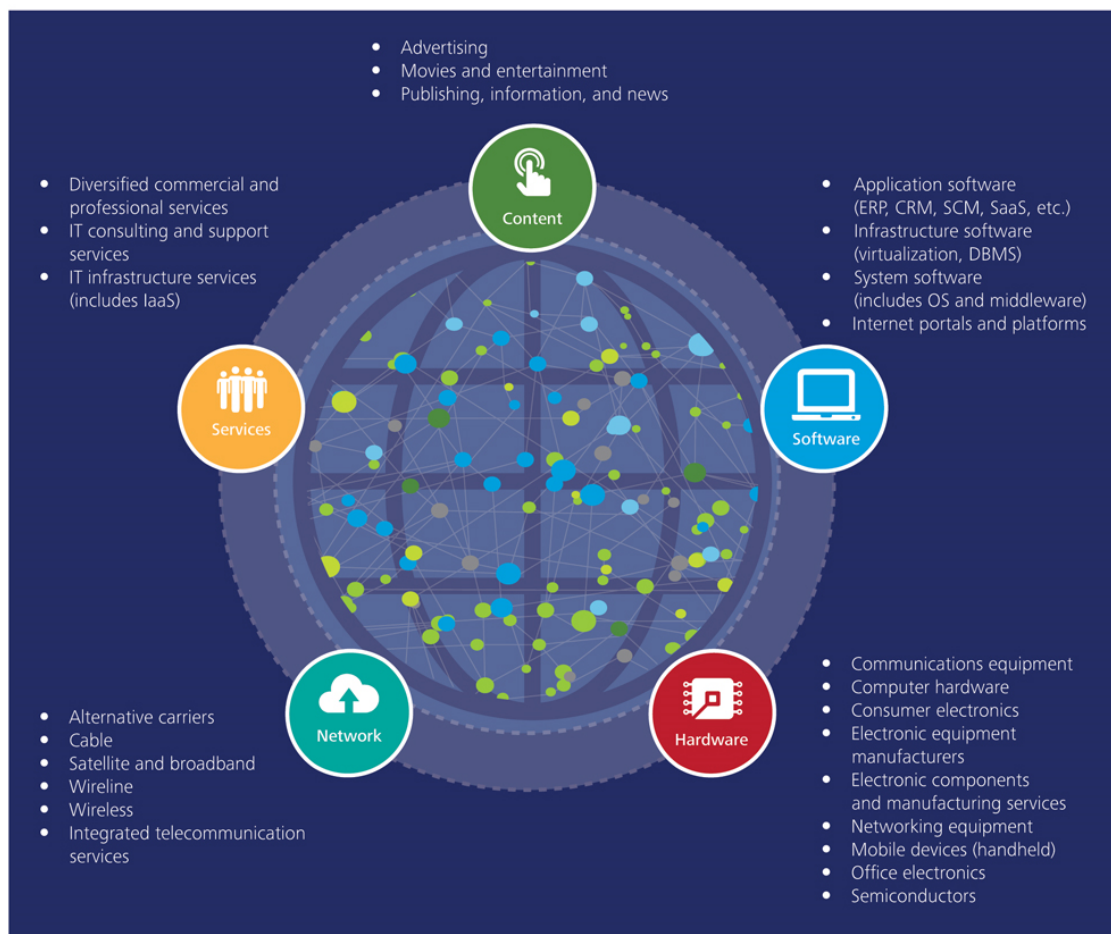 • Advertising
• Movies and entertainment
• Publishing, information, and news
Content
• Diversified commercial and
professional services
• IT consulting and support
services
• IT infrastructure services
(includes IaaS)
Services
• Application software
(ERP, CRM, SCM, SaaS, etc.)
• Infrastructure software
(virtualization, DBMS)
• System software
(includes OS and middleware)
• Internet portals and platforms
Software
• Alternative carriers
• Cable
• Satellite and broadband
• Wireline
• Wireless
• Integrated telecommunication
services
Network
Hardware
• Communications equipment
• Computer hardware
• Consumer electronics
• Electronic equipment
manufacturers
• Electronic components
and manufacturing services
• Networking equipment
• Mobile devices (handheld)
• Office electronics
• Semiconductors